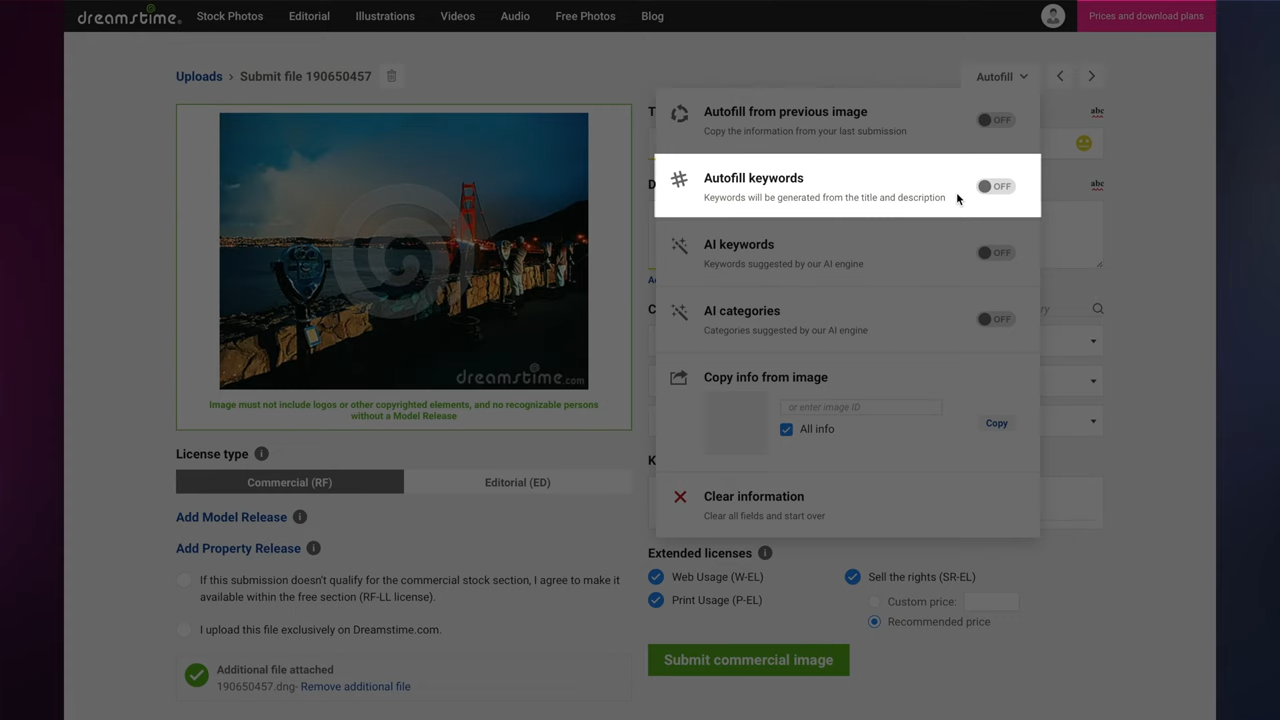 dreamstime.
Stock Photos
Editorial
Illustrations
Videos
Audio
Free Photos
Blog
Prices and download plans
Uploads › Submit file 190650457
Autofill
T
abc
Autofill from previous image
OFF
Copy the information from your last submission
D
abc
Autofill keywords
OFF
Keywords will be generated from the title and description
AI keywords
OFF
Keywords suggested by our AI engine
AI categories
OFF
Categories suggested by our AI engine
Copy info from image
or enter image ID
All info
Copy
K
Clear information
Clear all fields and start over
dreamstime.com
Image must not include logos or other copyrighted elements, and no recognizable persons
without a Model Release
License type
Commercial (RF)
Editorial (ED)
Add Model Release
Add Property Release
If this submission doesn't qualify for the commercial stock section, I agree to make it
available within the free section (RF-LL license).
I upload this file exclusively on Dreamstime.com.
Additional file attached
190650457.dng- Remove additional file
Extended licenses
Web Usage (W-EL)
Print Usage (P-EL)
Sell the rights (SR-EL)
Custom price:
Recommended price
Submit commercial image